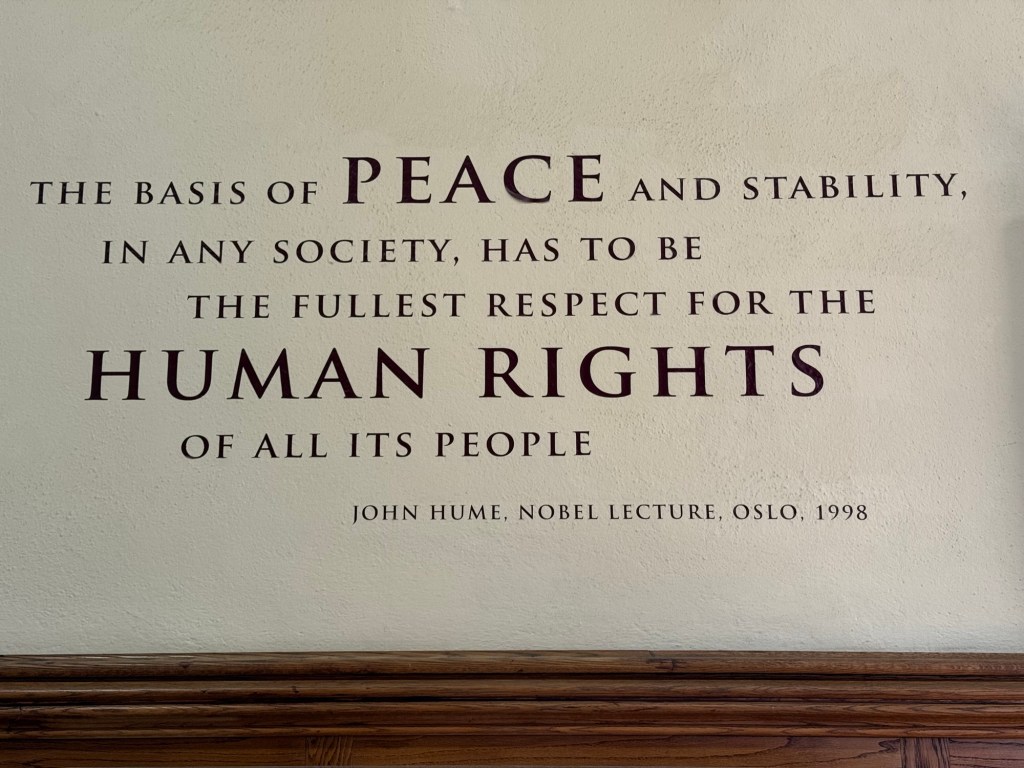 THE BASIS OF PEACE AND STABILITY,
IN ANY SOCIETY, HAS TO BE
THE FULLEST RESPECT FOR THE
HUMAN RIGHTS
OF ALL ITS PEOPLE
JOHN HUME, NOBEL LECTURE, OSLO, 1998